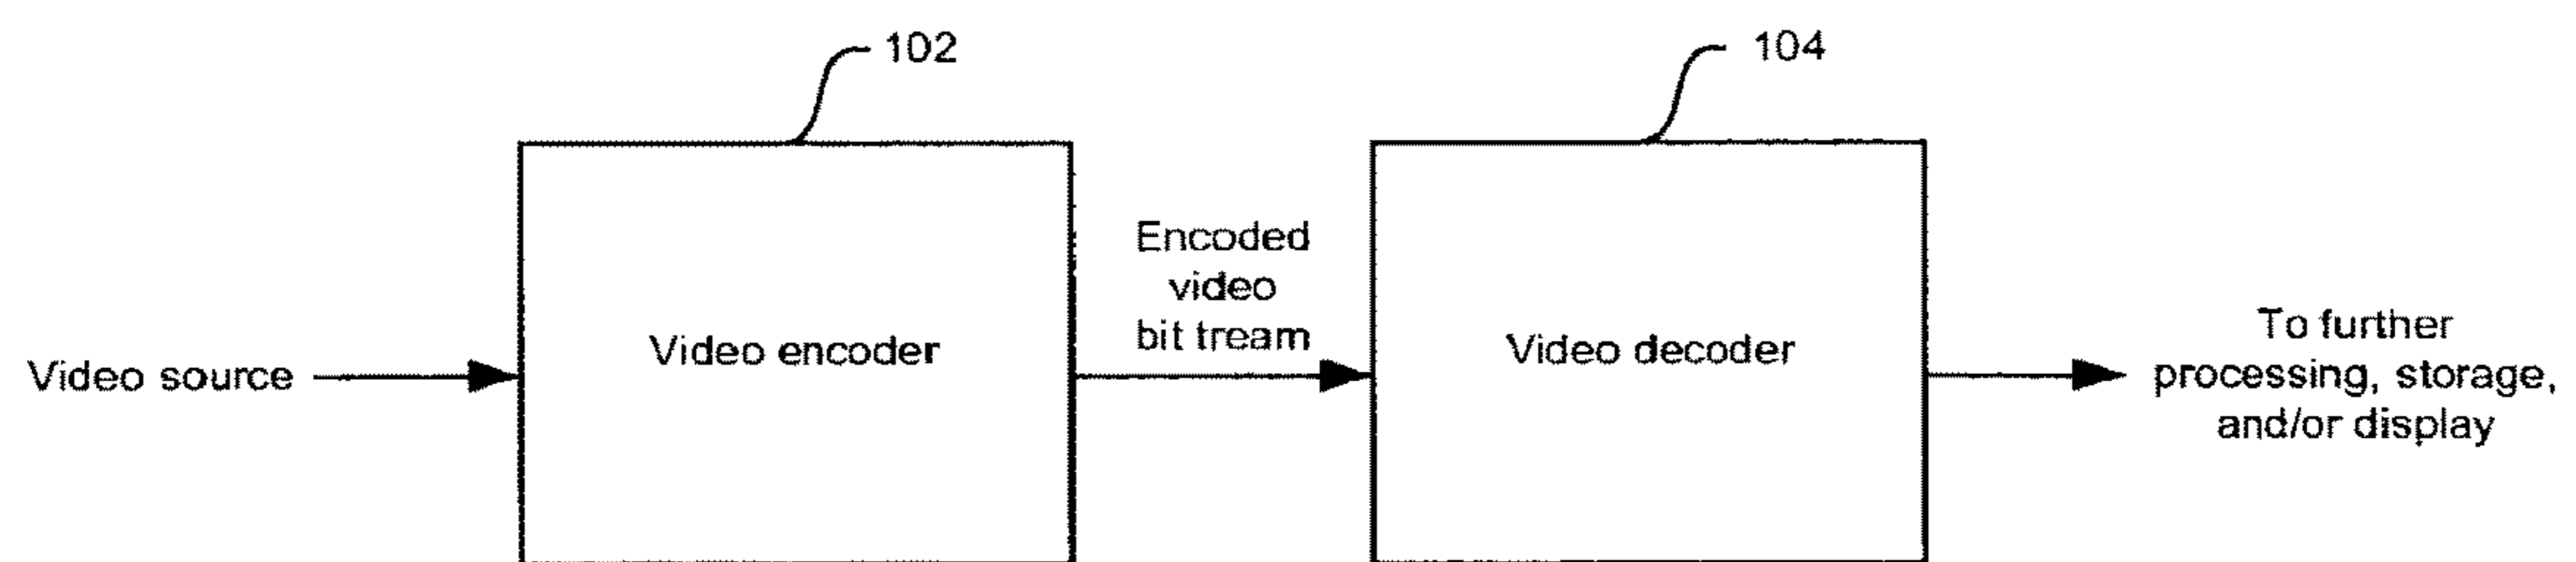 102
104
Video source
Video encoder
Encoded
video
bit tream
Video decoder
To further
processing, storage,
and/or display